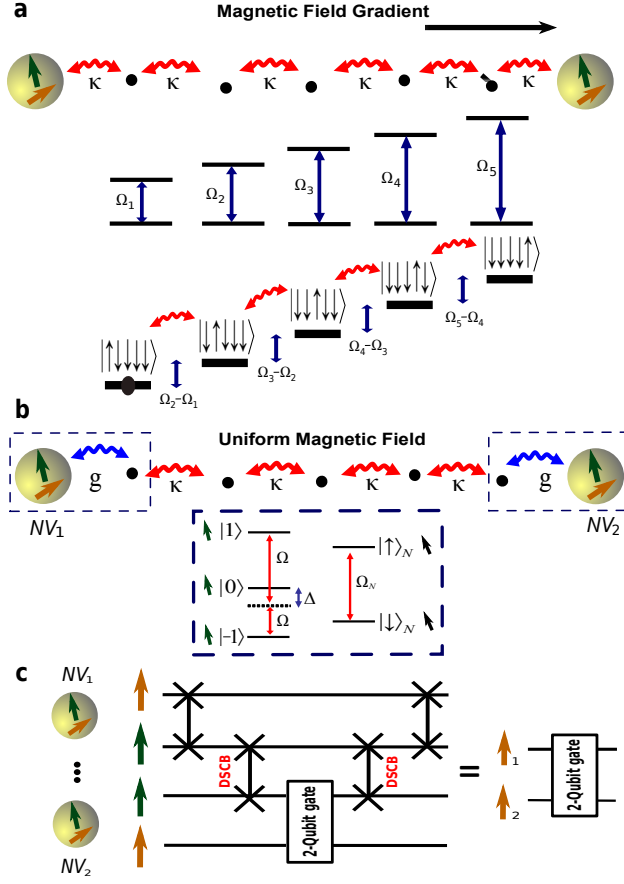 a
Magnetic Field Gradient
κ κ κ κ κ κ
Ω₁ Ω₂ Ω₃ Ω₄ Ω₅
|↓↓↓↓↓↑⟩
|↓↓↓↓↑↓⟩
Ω₅−Ω₄
|↓↓↓↑↓↓⟩
Ω₄−Ω₃
|↓↓↑↓↓↓⟩
Ω₃−Ω₂
|↑↓↓↓↓⟩
Ω₂−Ω₁
b
Uniform Magnetic Field
g κ κ κ κ g
NV₁ NV₂
|1⟩
Ω
|↑⟩N
|0⟩
Δ
ΩN
Ω
|−1⟩
|↓⟩N
c
NV₁
DSCB DSCB
2-Qubit gate
=
1
2
2-Qubit gate
NV₂